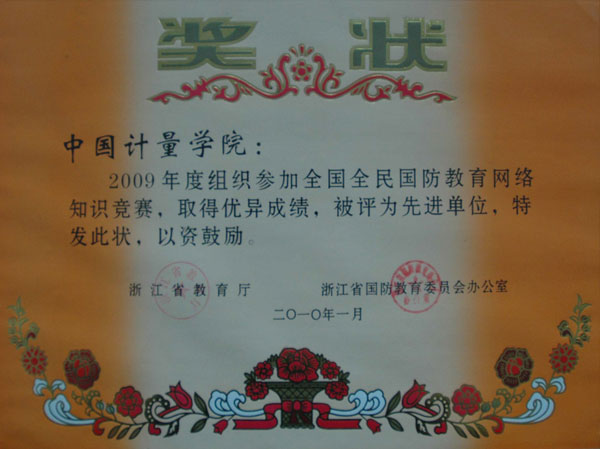 奖状
中国计量学院：
2009年度组织参加全国全民国防教育网络
知识竞赛，取得优异成绩，被评为先进单位，特
发此状，以资鼓励。
浙江省教育厅 浙江省国防教育委员会办公室
二〇一〇年一月